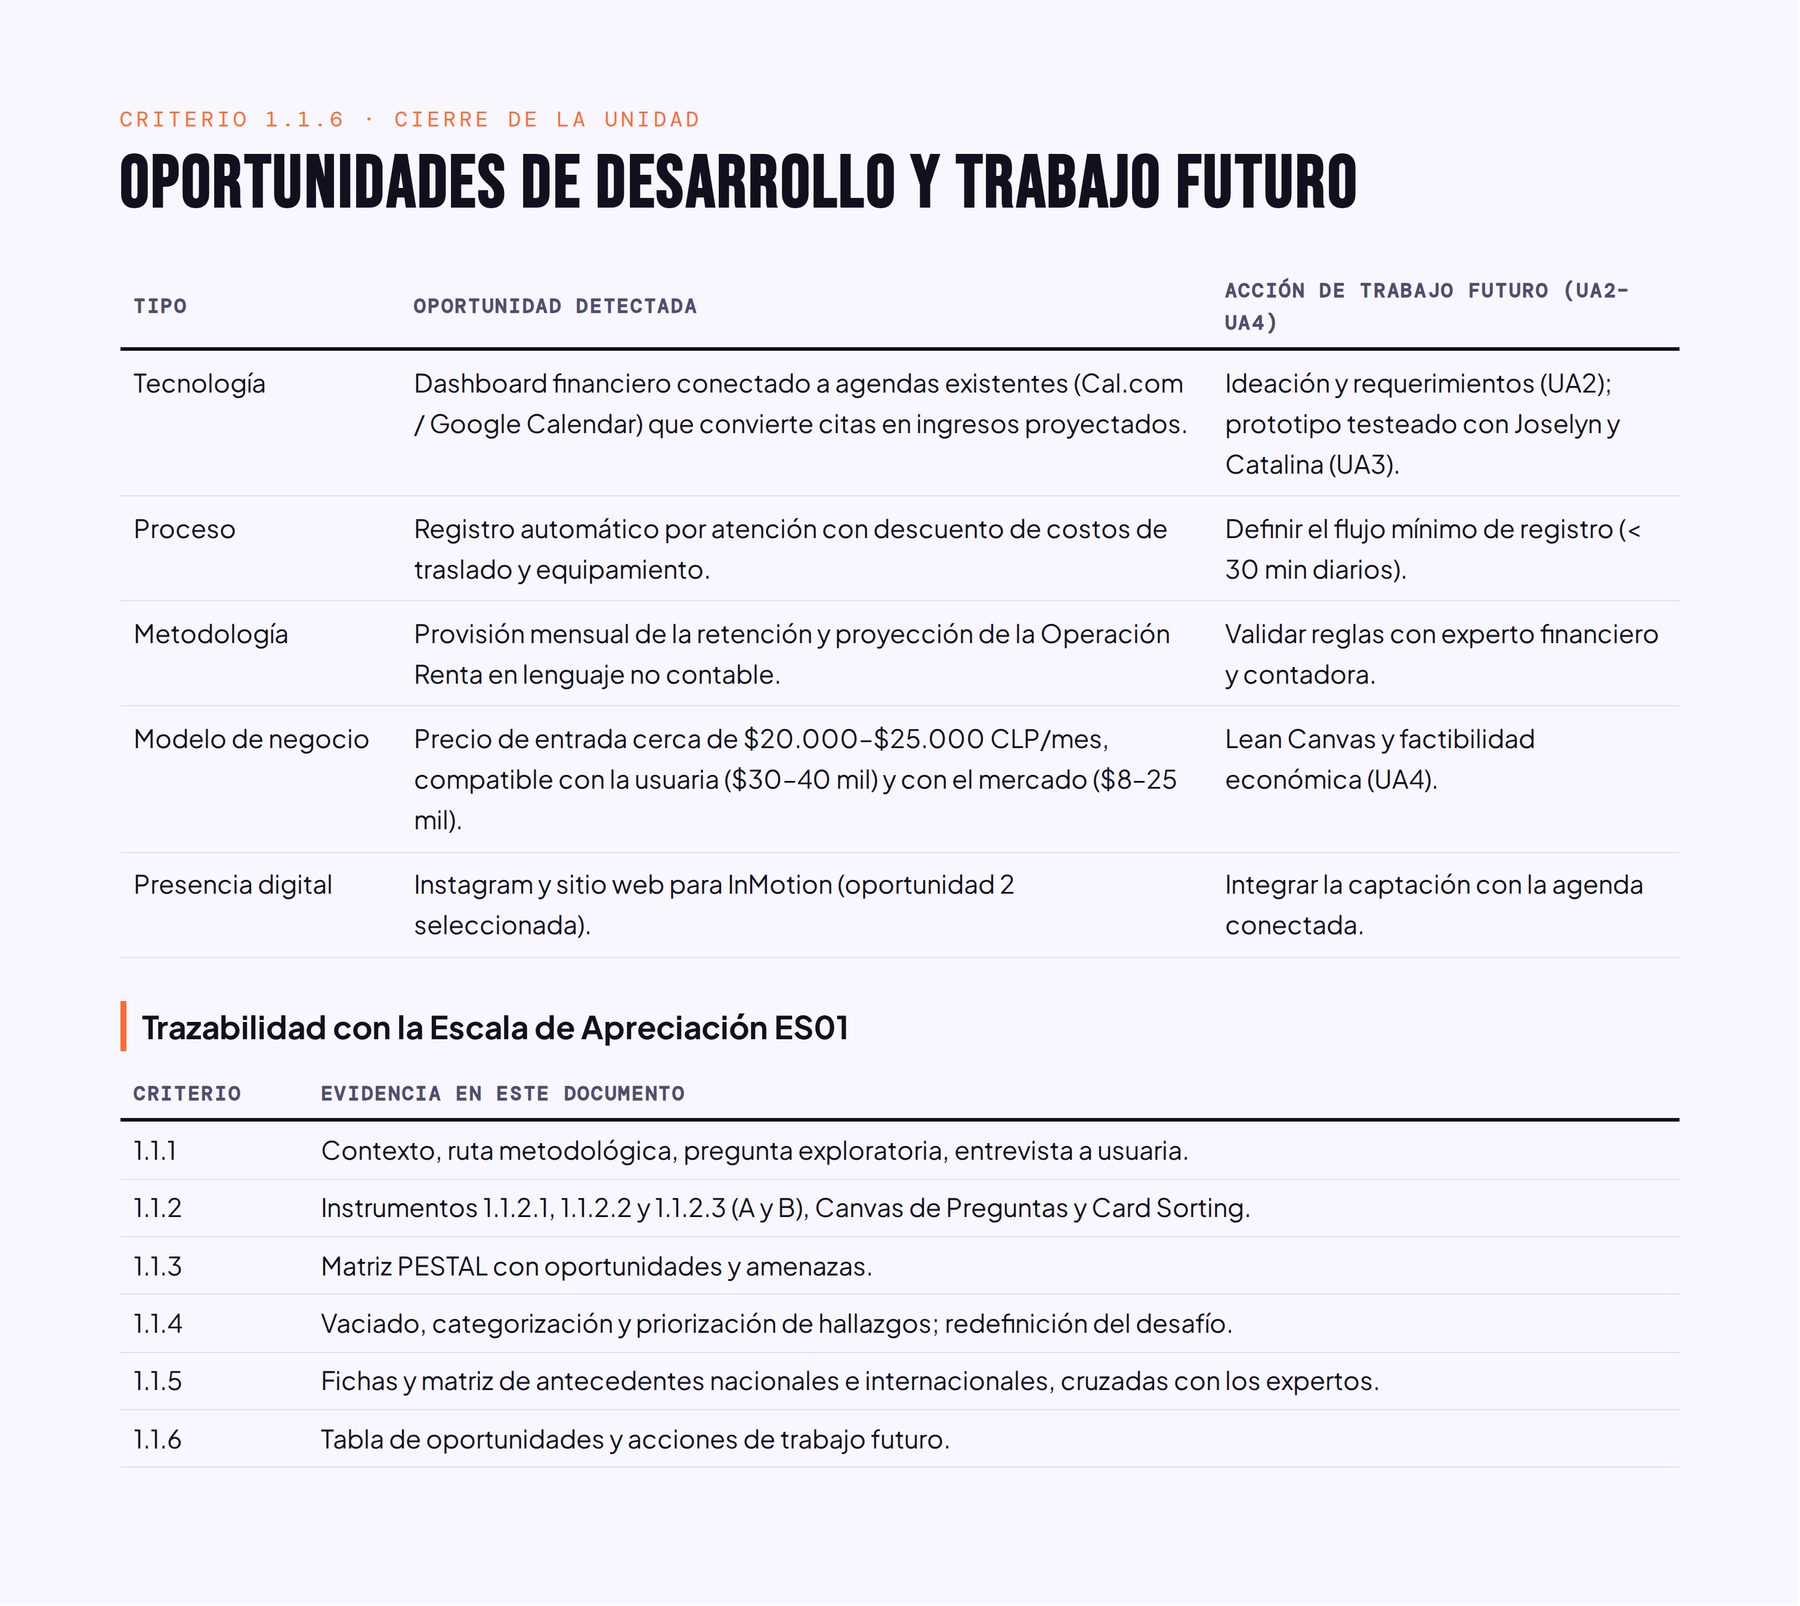 CRITERIO 1.1.6 · CIERRE DE LA UNIDAD
OPORTUNIDADES DE DESARROLLO Y TRABAJO FUTURO
TIPO
OPORTUNIDAD DETECTADA
ACCIÓN DE TRABAJO FUTURO (UA2–
UA4)
Tecnología
Dashboard financiero conectado a agendas existentes (Cal.com
/ Google Calendar) que convierte citas en ingresos proyectados.
Ideación y requerimientos (UA2);
prototipo testeado con Joselyn y
Catalina (UA3).
Proceso
Registro automático por atención con descuento de costos de
traslado y equipamiento.
Definir el flujo mínimo de registro (<
30 min diarios).
Metodología
Provisión mensual de la retención y proyección de la Operación
Renta en lenguaje no contable.
Validar reglas con experto financiero
y contadora.
Modelo de negocio
Precio de entrada cerca de $20.000–$25.000 CLP/mes,
compatible con la usuaria ($30–40 mil) y con el mercado ($8–25
mil).
Lean Canvas y factibilidad
económica (UA4).
Presencia digital
Instagram y sitio web para InMotion (oportunidad 2
seleccionada).
Integrar la captación con la agenda
conectada.
Trazabilidad con la Escala de Apreciación ES01
CRITERIO
EVIDENCIA EN ESTE DOCUMENTO
1.1.1
Contexto, ruta metodológica, pregunta exploratoria, entrevista a usuaria.
1.1.2
Instrumentos 1.1.2.1, 1.1.2.2 y 1.1.2.3 (A y B), Canvas de Preguntas y Card Sorting.
1.1.3
Matriz PESTAL con oportunidades y amenazas.
1.1.4
Vaciado, categorización y priorización de hallazgos; redefinición del desafío.
1.1.5
Fichas y matriz de antecedentes nacionales e internacionales, cruzadas con los expertos.
1.1.6
Tabla de oportunidades y acciones de trabajo futuro.